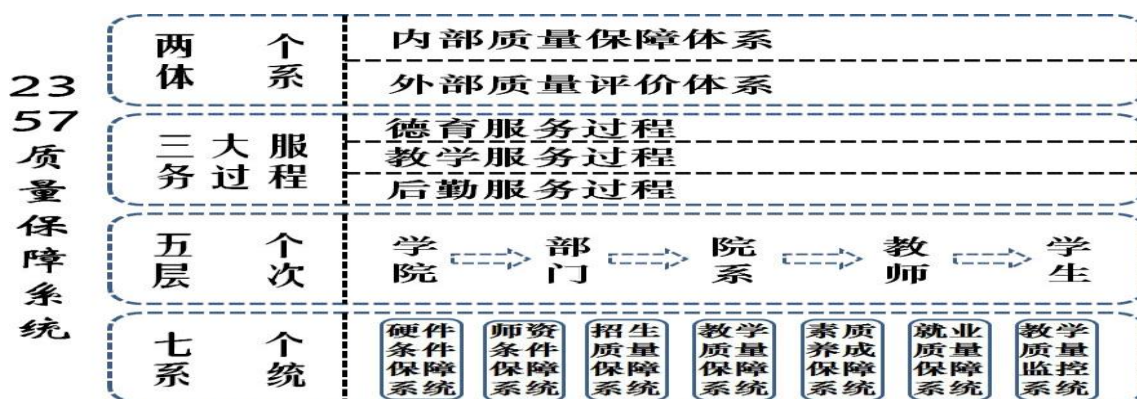 23
57
质
量
保
障
系
统
两个
体系
内部质量保障体系
外部质量评价体系
三大服
务过程
德育服务过程
教学服务过程
后勤服务过程
五个
层次
学院
部门
院系
教师
学生
七个
系统
硬件
条件
保障
系统
师资
条件
保障
系统
招生
质量
保障
系统
教学
质量
保障
系统
素质
养成
保障
系统
就业
质量
保障
系统
教学
质量
监控
系统